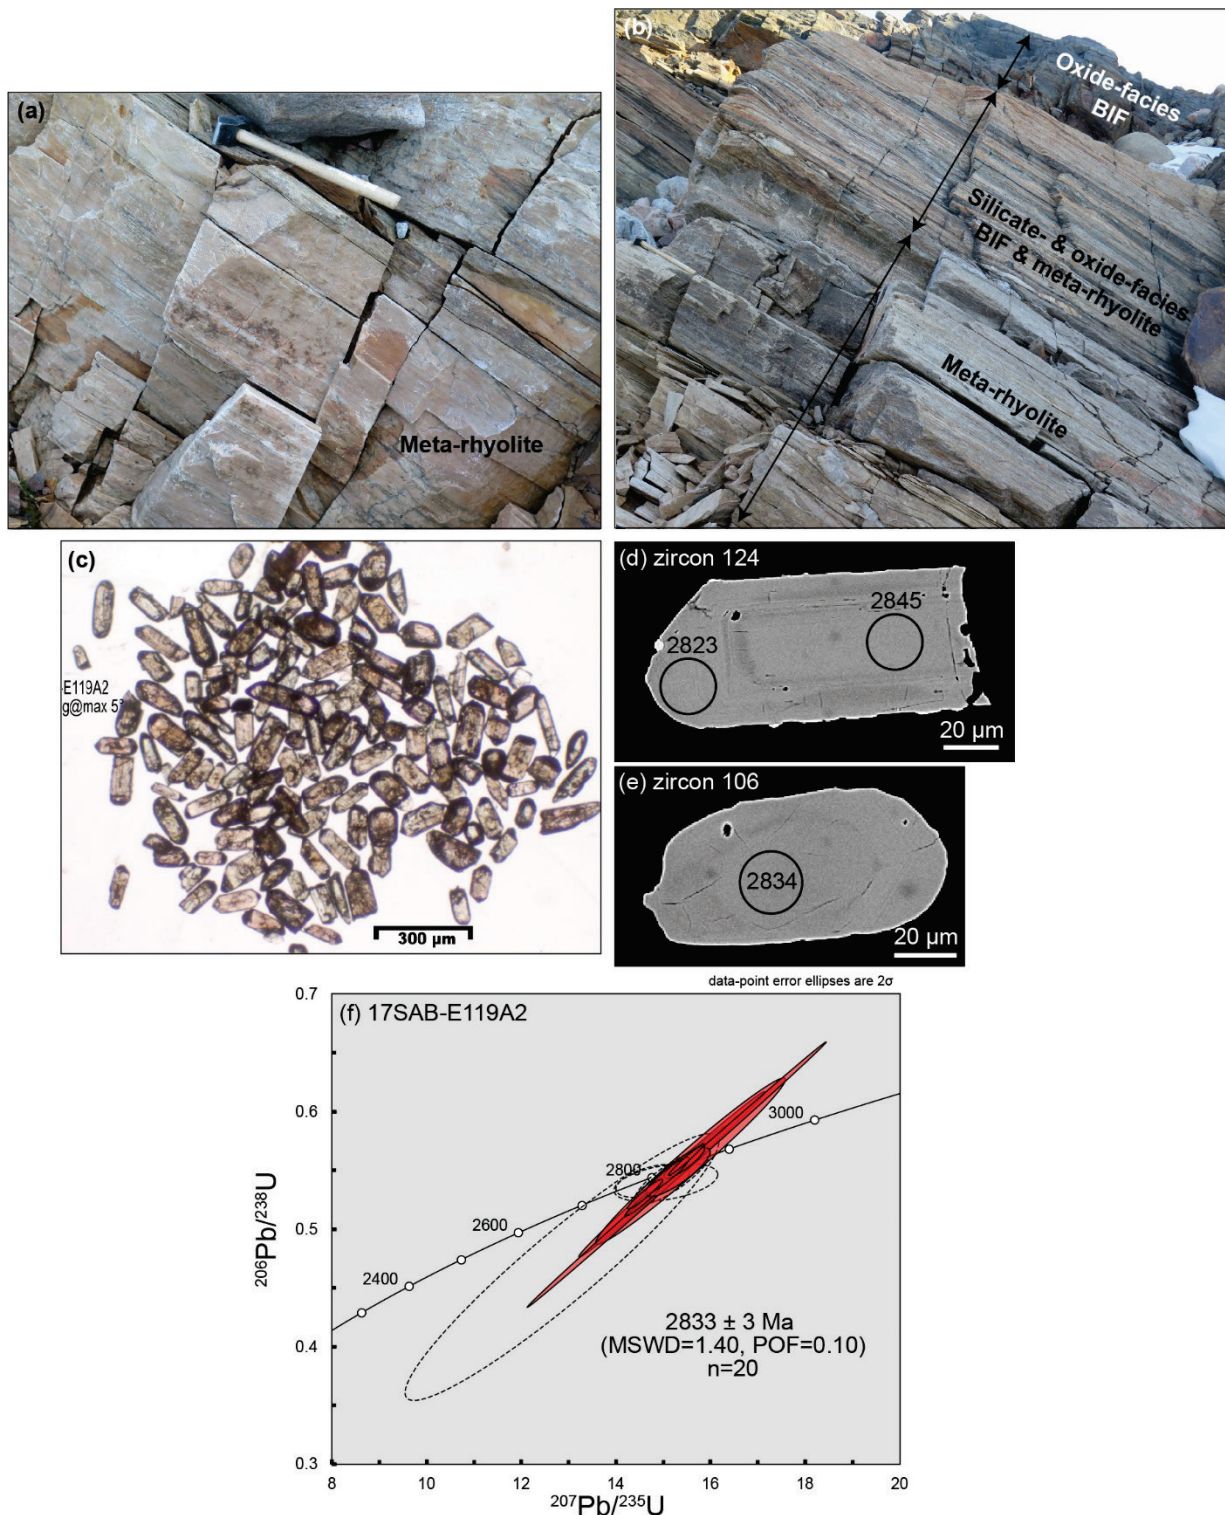 (a)
Meta-rhyolite
(b)
Oxide-facies
BIF
Silicate- & oxide-facies
BIF & meta-rhyolite
Meta-rhyolite
(c)
-E119A2
g@max 5°
300 µm
(d) zircon 124
2823
2845
20 µm
(e) zircon 106
2834
20 µm
data-point error ellipses are 2σ
(f) 17SAB-E119A2
0.7
0.6
0.5
0.4
0.3
206Pb/238U
2400
2600
2800
3000
2833 ± 3 Ma
(MSWD=1.40, POF=0.10)
n=20
8
10
12
14
16
18
20
207Pb/235U